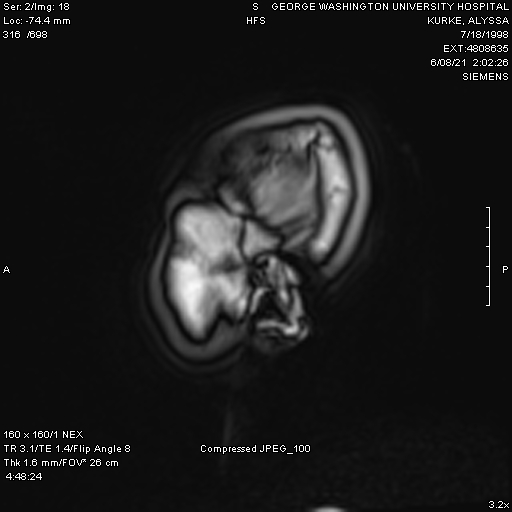 Ser: 2/Img: 18
Loc: -74.4 mm
316 /698
S GEORGE WASHINGTON UNIVERSITY HOSPITAL
HFS KURKE, ALYSSA
7/18/1998
EXT:4808635
6/08/21 2:02:26
SIEMENS
A
P
160 x 160/1 NEX
TR 3.1/TE 1.4/Flip Angle 8
Thk 1.6 mm/FOV* 26 cm
4:48:24
Compressed JPEG_100
3.2x